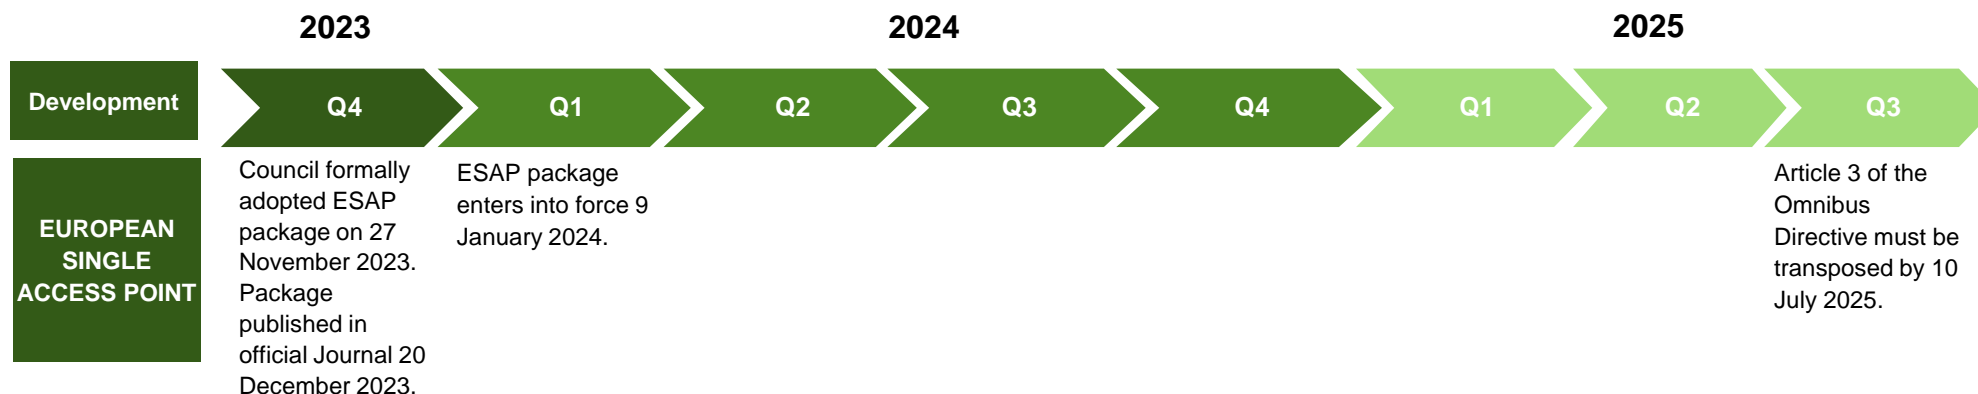 2023
2024
2025
Development
Q4
Q1
Q2
Q3
Q4
Q1
Q2
Q3
EUROPEAN
SINGLE
ACCESS POINT
Council formally
adopted ESAP
package on 27
November 2023.
Package
published in
official Journal 20
December 2023.
ESAP package
enters into force 9
January 2024.
Article 3 of the
Omnibus
Directive must be
transposed by 10
July 2025.